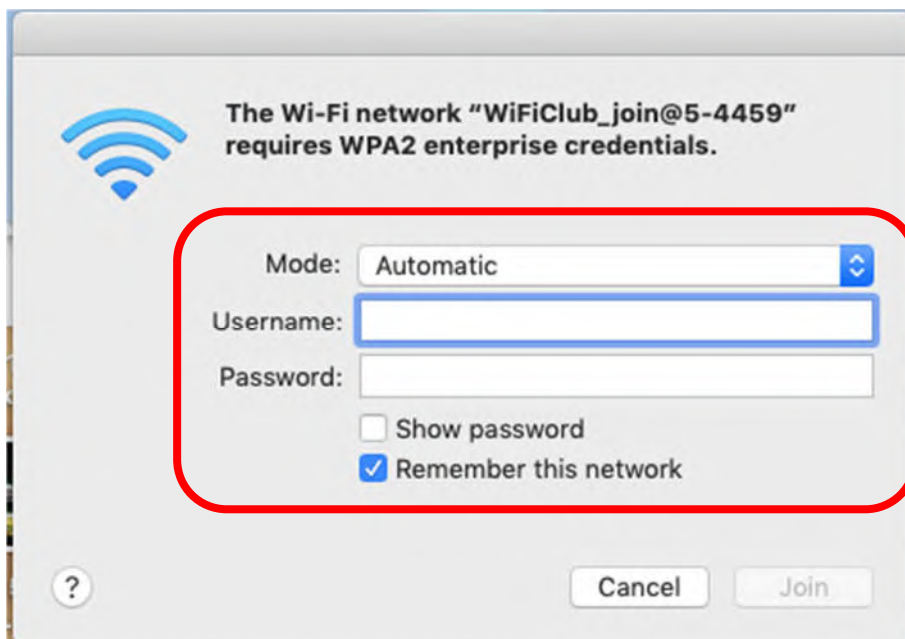 The Wi-Fi network “WiFiClub_join@5-4459”
requires WPA2 enterprise credentials.
Mode: Automatic
Username:
Password:
Show password
Remember this network
? Cancel Join